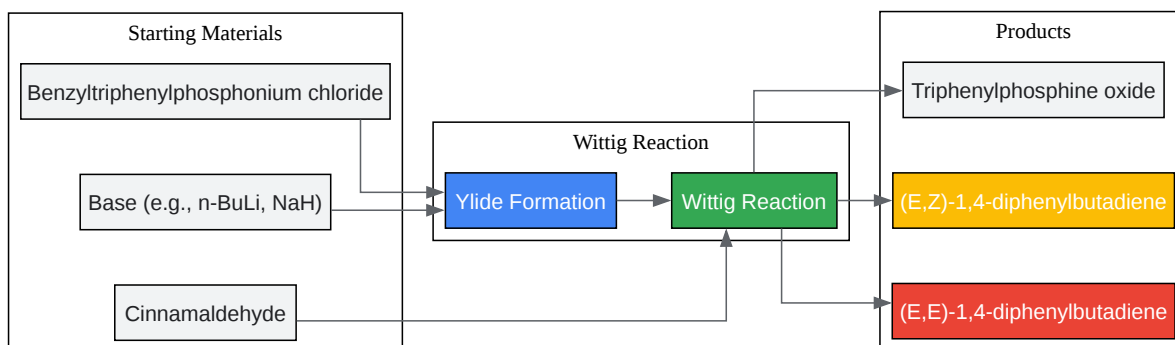 Starting Materials
Benzyltriphenylphosphonium chloride
Base (e.g., n-BuLi, NaH)
Cinnamaldehyde
Wittig Reaction
Ylide Formation
Wittig Reaction
Products
Triphenylphosphine oxide
(E,Z)-1,4-diphenylbutadiene
(E,E)-1,4-diphenylbutadiene